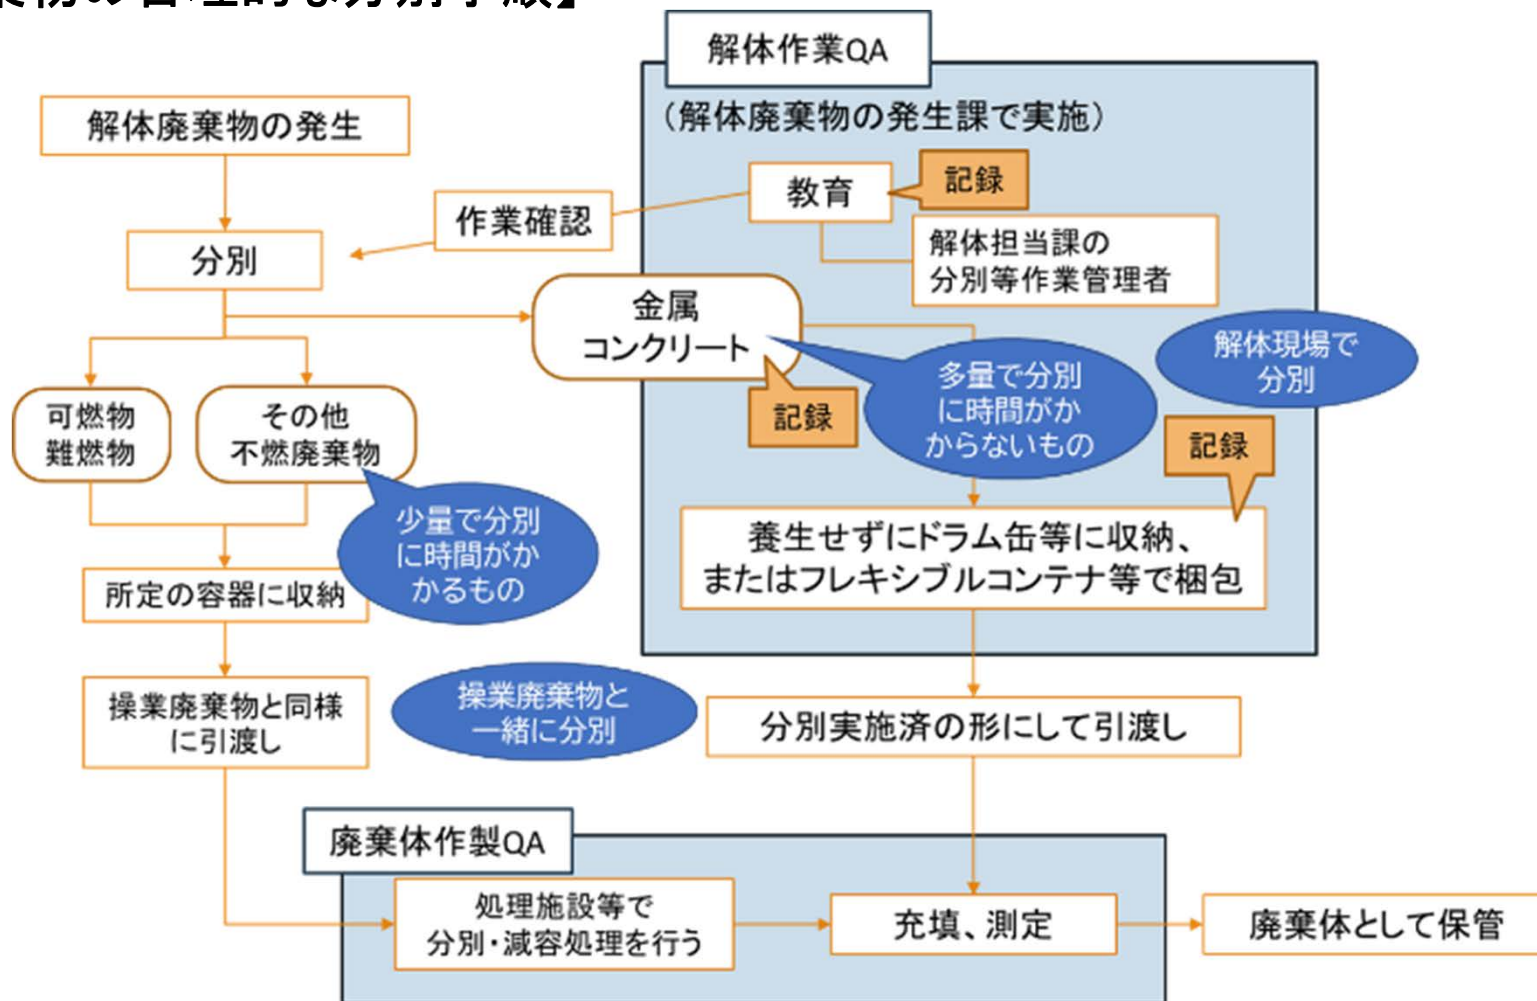 解体作業QA
(解体廃棄物の発生課で実施)
解体廃棄物の発生
教育
記録
作業確認
解体担当課の
分別等作業管理者
分別
金属
コンクリート
記録
多量で分別
に時間がか
からないもの
解体現場で
分別
記録
可燃物
難燃物
その他
不燃廃棄物
少量で分別
に時間がか
かるもの
養生せずにドラム缶等に収納、
またはフレキシブルコンテナ等で梱包
所定の容器に収納
操業廃棄物と同様
に引渡し
操業廃棄物と
一緒に分別
分別実施済の形にして引渡し
廃棄体作製QA
処理施設等で
分別・減容処理を行う
充填、測定
廃棄体として保管